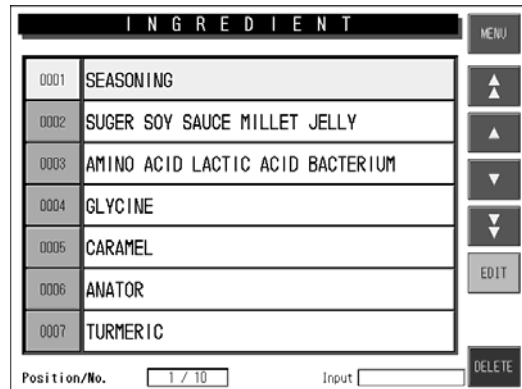 INGREDIENT
MENU
0001 SEASONING
0002 SUGER SOY SAUCE MILLET JELLY
0003 AMINO ACID LACTIC ACID BACTERIUM
0004 GLYCINE
0005 CARAMEL
EDIT
0006 ANATOR
0007 TURMERIC
Position/No. 1 / 10 Input
DELETE